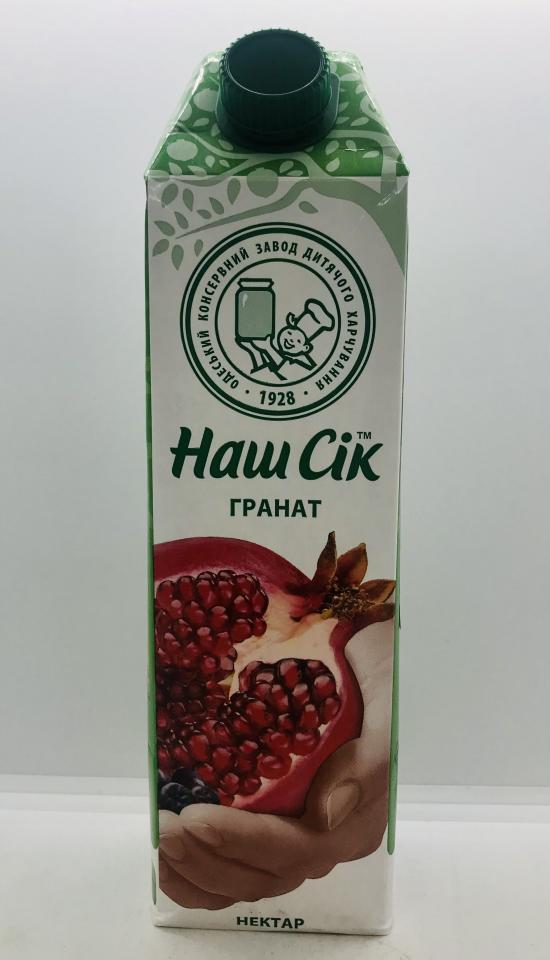 ОДЕСЬКИЙ КОНСЕРВНИЙ ЗАВОД ДИТЯЧОГО ХАРЧУВАННЯ
· 1928 ·
Наш Сік™
ГРАНАТ
НЕКТАР